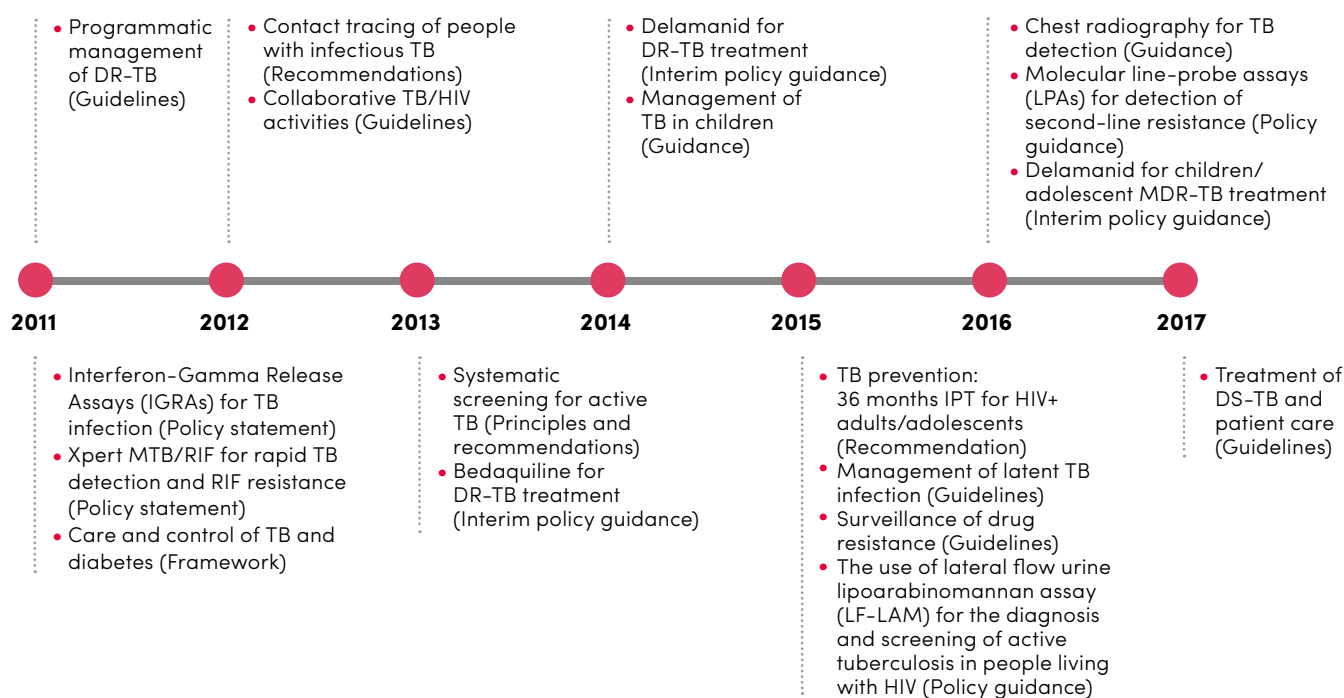 • Programmatic
management
of DR-TB
(Guidelines)
• Contact tracing of people
with infectious TB
(Recommendations)
• Collaborative TB/HIV
activities (Guidelines)
• Delamanid for
DR-TB treatment
(Interim policy guidance)
• Management of
TB in children
(Guidance)
• Chest radiography for TB
detection (Guidance)
• Molecular line-probe assays
(LPAs) for detection of
second-line resistance (Policy
guidance)
• Delamanid for children/
adolescent MDR-TB treatment
(Interim policy guidance)
2011
2012
2013
2014
2015
2016
2017
• Interferon-Gamma Release
Assays (IGRAs) for TB
infection (Policy statement)
• Xpert MTB/RIF for rapid TB
detection and RIF resistance
(Policy statement)
• Care and control of TB and
diabetes (Framework)
• Systematic
screening for active
TB (Principles and
recommendations)
• Bedaquiline for
DR-TB treatment
(Interim policy guidance)
• TB prevention:
36 months IPT for HIV+
adults/adolescents
(Recommendation)
• Management of latent TB
infection (Guidelines)
• Surveillance of drug
resistance (Guidelines)
• The use of lateral flow urine
lipoarabinomannan assay
(LF-LAM) for the diagnosis
and screening of active
tuberculosis in people living
with HIV (Policy guidance)
• Treatment of
DS-TB and
patient care
(Guidelines)